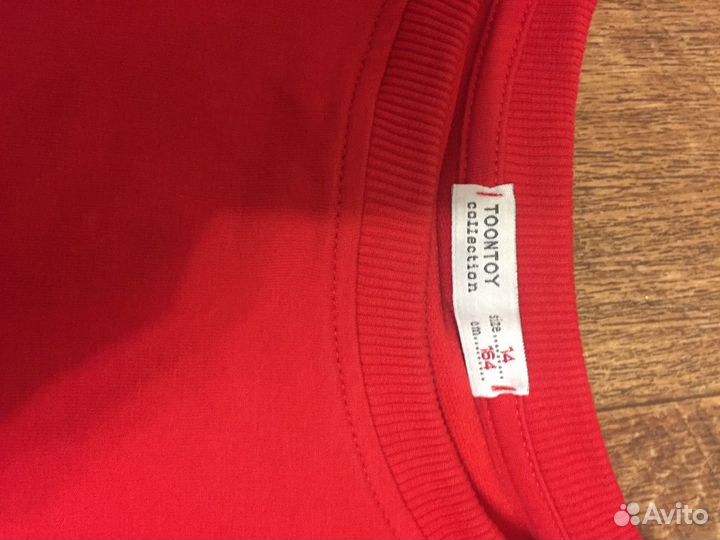 TOONTOY
collection
size........ 14
cm......... 164
Avito